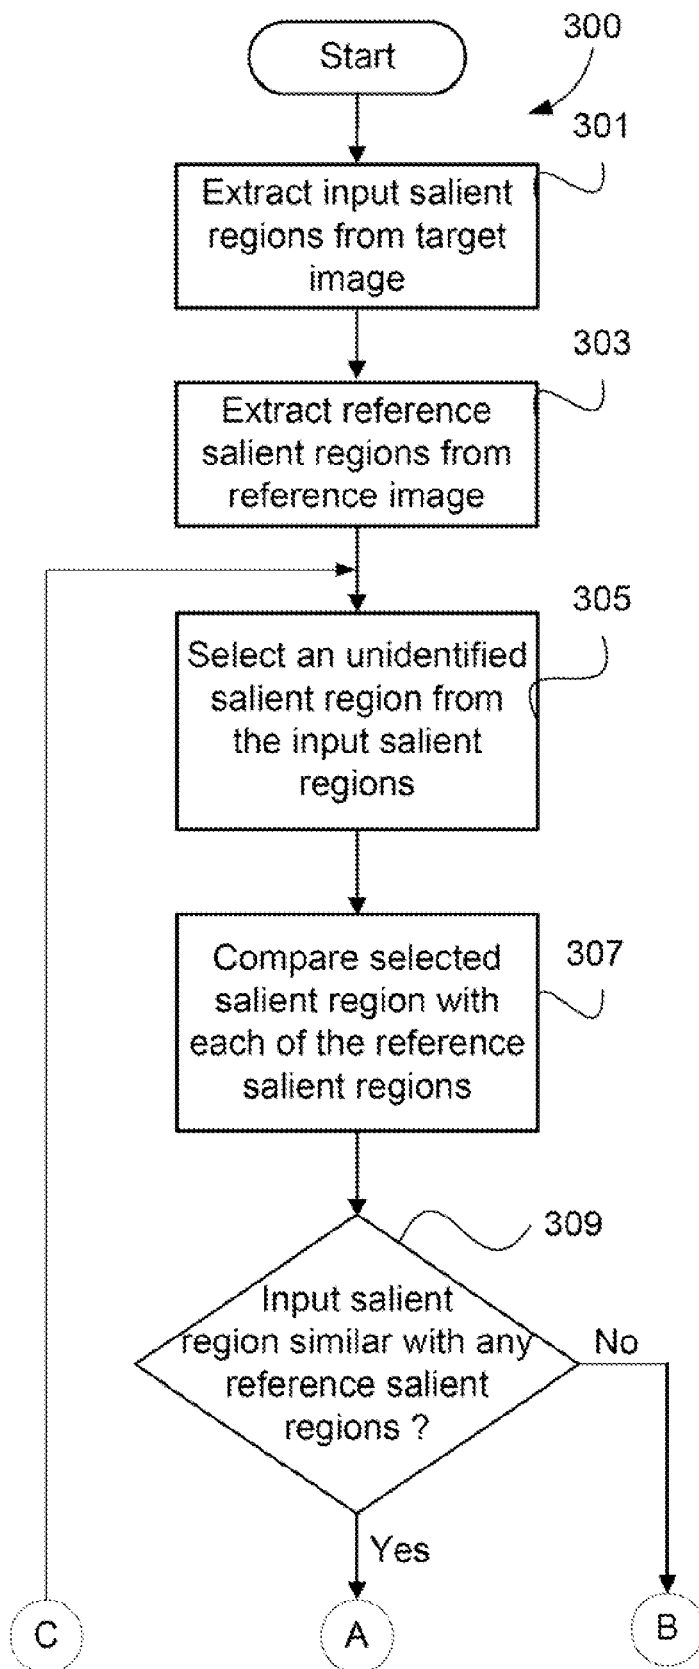 300
Start
301
Extract input salient
regions from target
image
303
Extract reference
salient regions from
reference image
305
Select an unidentified
salient region from
the input salient
regions
307
Compare selected
salient region with
each of the reference
salient regions
309
Input salient
region similar with any
reference salient
regions ?
No
Yes
C
A
B